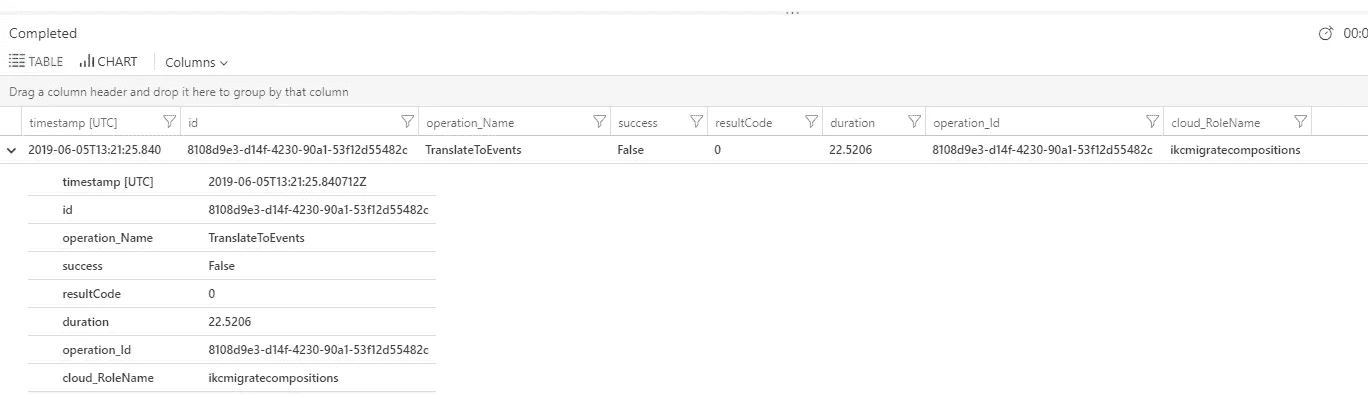 Completed 00:0
TABLE CHART Columns
Drag a column header and drop it here to group by that column
timestamp [UTC] id operation_Name success resultCode duration operation_Id cloud_RoleName
2019-06-05T13:21:25.840 8108d9e3-d14f-4230-90a1-53f12d55482c TranslateToEvents False 0 22.5206 8108d9e3-d14f-4230-90a1-53f12d55482c ikcmigratecompositions
timestamp [UTC] 2019-06-05T13:21:25.840712Z
id 8108d9e3-d14f-4230-90a1-53f12d55482c
operation_Name TranslateToEvents
success False
resultCode 0
duration 22.5206
operation_Id 8108d9e3-d14f-4230-90a1-53f12d55482c
cloud_RoleName ikcmigratecompositions